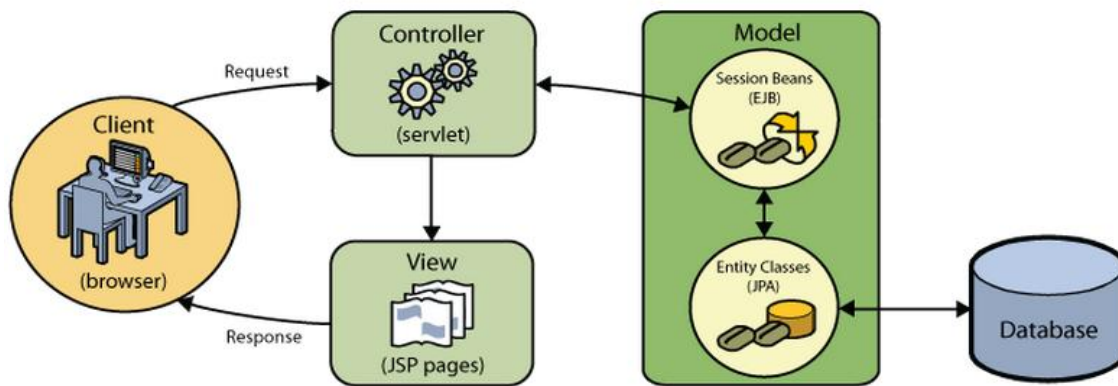 Client
(browser)
Request
Controller
(servlet)
View
(JSP pages)
Response
Model
Session Beans
(EJB)
Entity Classes
(JPA)
Database